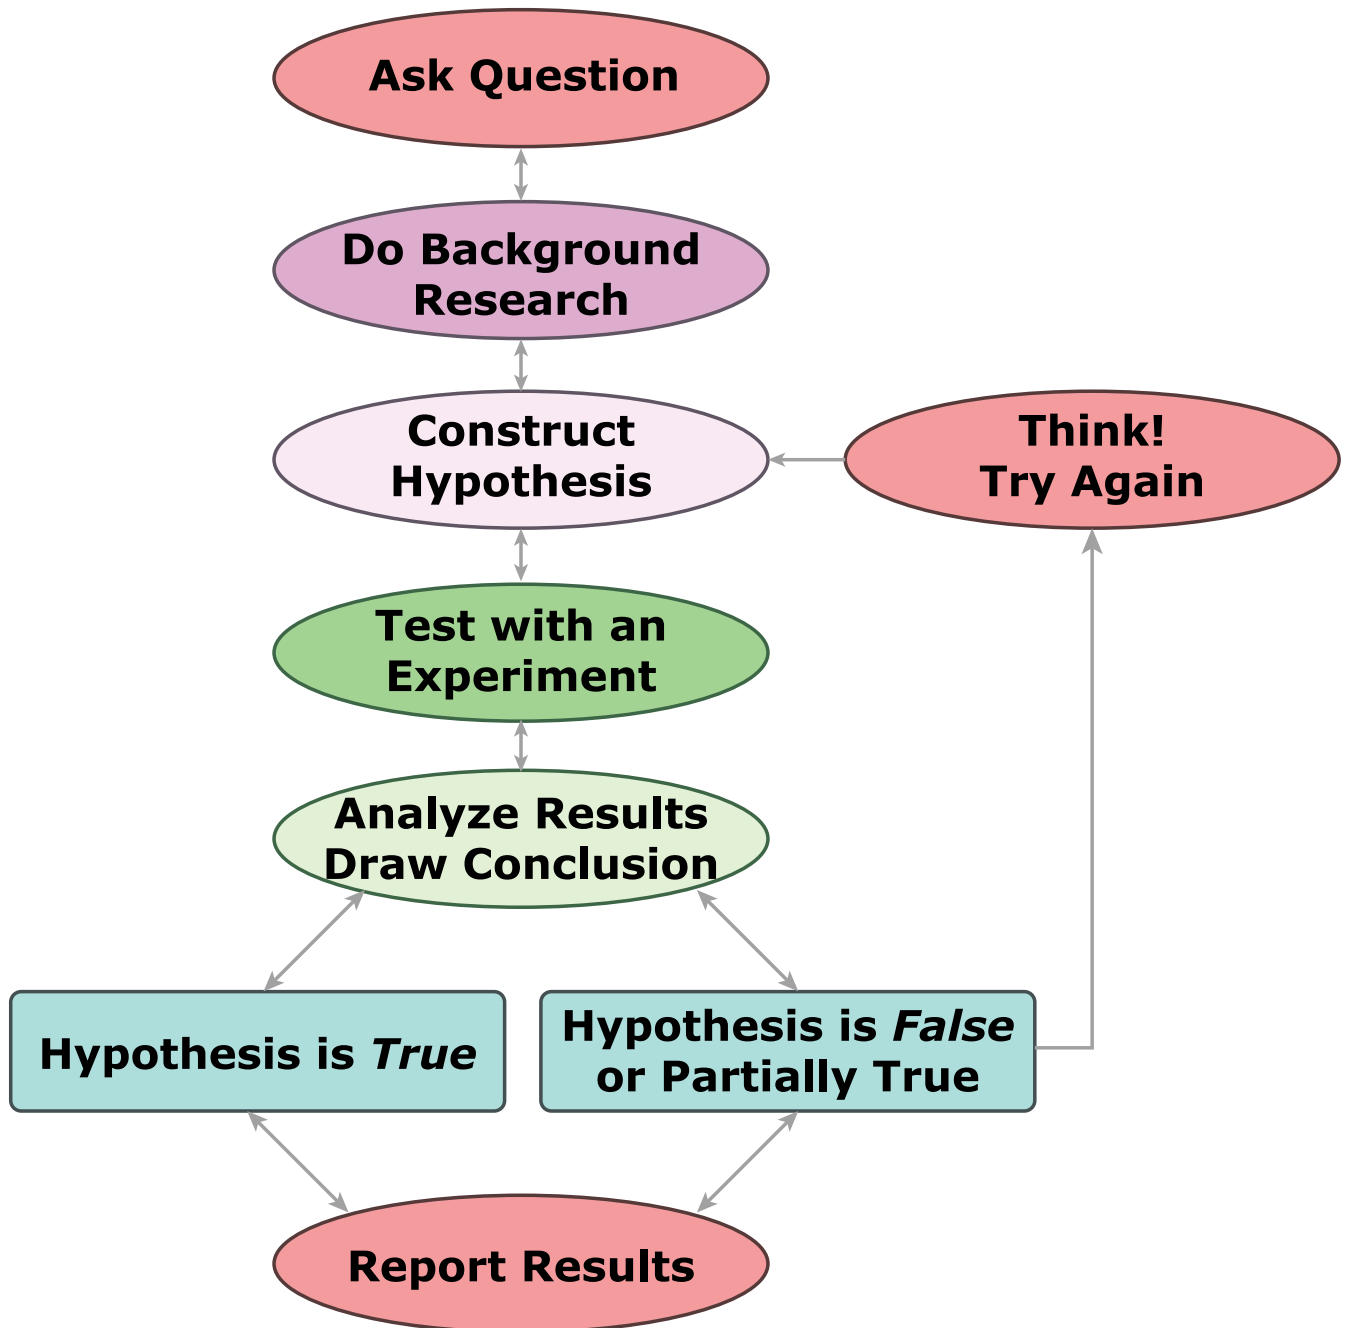 Ask Question
Do Background
Research
Construct
Hypothesis
Think!
Try Again
Test with an
Experiment
Analyze Results
Draw Conclusion
Hypothesis is True
Hypothesis is False
or Partially True
Report Results